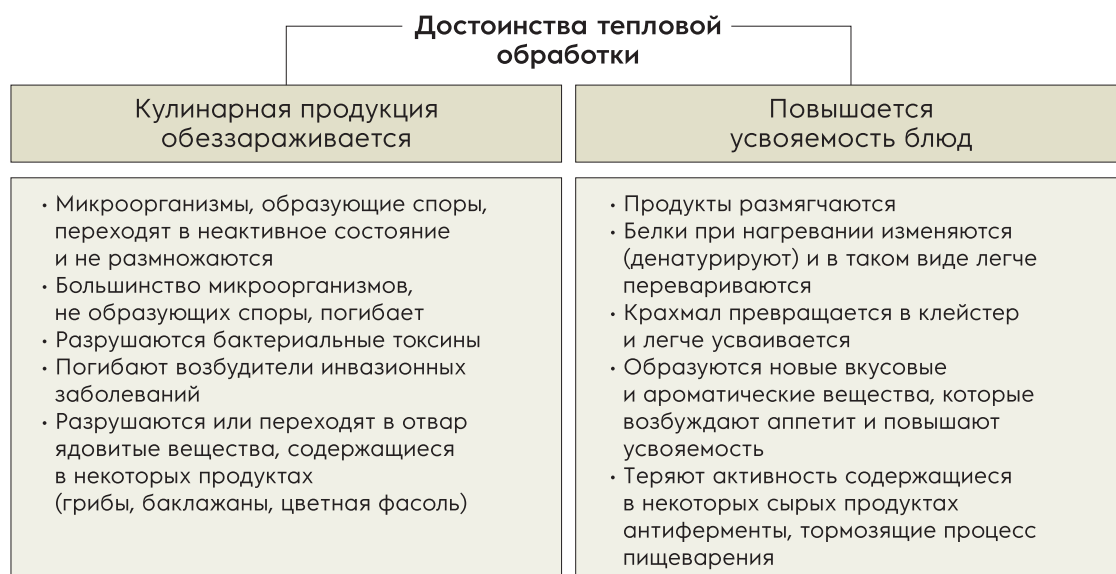 Достоинства тепловой
обработки
Кулинарная продукция
обеззараживается
• Микроорганизмы, образующие споры,
переходят в неактивное состояние
и не размножаются
• Большинство микроорганизмов,
не образующих споры, погибает
• Разрушаются бактериальные токсины
• Погибают возбудители инвазионных
заболеваний
• Разрушаются или переходят в отвар
ядовитые вещества, содержащиеся
в некоторых продуктах
(грибы, баклажаны, цветная фасоль)
Повышается
усвояемость блюд
• Продукты размягчаются
• Белки при нагревании изменяются
(денатурируют) и в таком виде легче
перевариваются
• Крахмал превращается в клейстер
и легче усваивается
• Образуются новые вкусовые
и ароматические вещества, которые
возбуждают аппетит и повышают
усвояемость
• Теряют активность содержащиеся
в некоторых сырых продуктах
антиферменты, тормозящие процесс
пищеварения